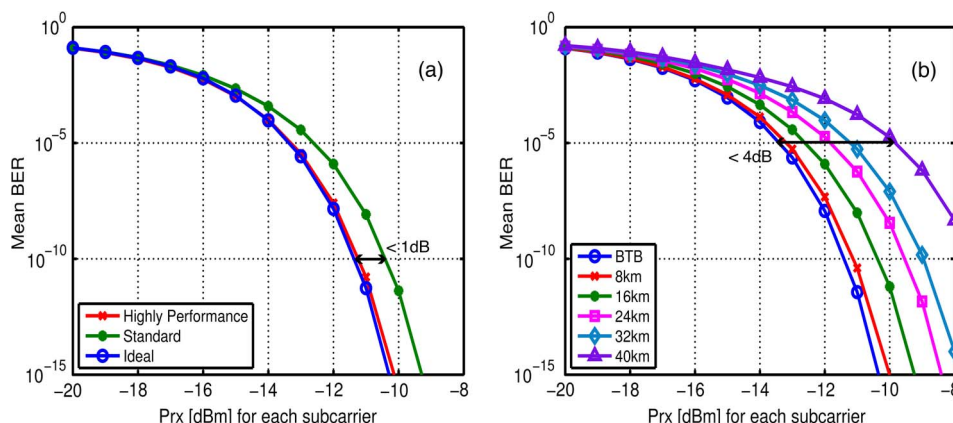 10^0
10^-5
10^-10
10^-15
Mean BER
(a)
< 1dB
Highly Performance
Standard
Ideal
−20 −18 −16 −14 −12 −10 −8
Prx [dBm] for each subcarrier
10^0
10^-5
10^-10
10^-15
Mean BER
(b)
< 4dB
BTB
8km
16km
24km
32km
40km
−20 −18 −16 −14 −12 −10 −8
Prx [dBm] for each subcarrier